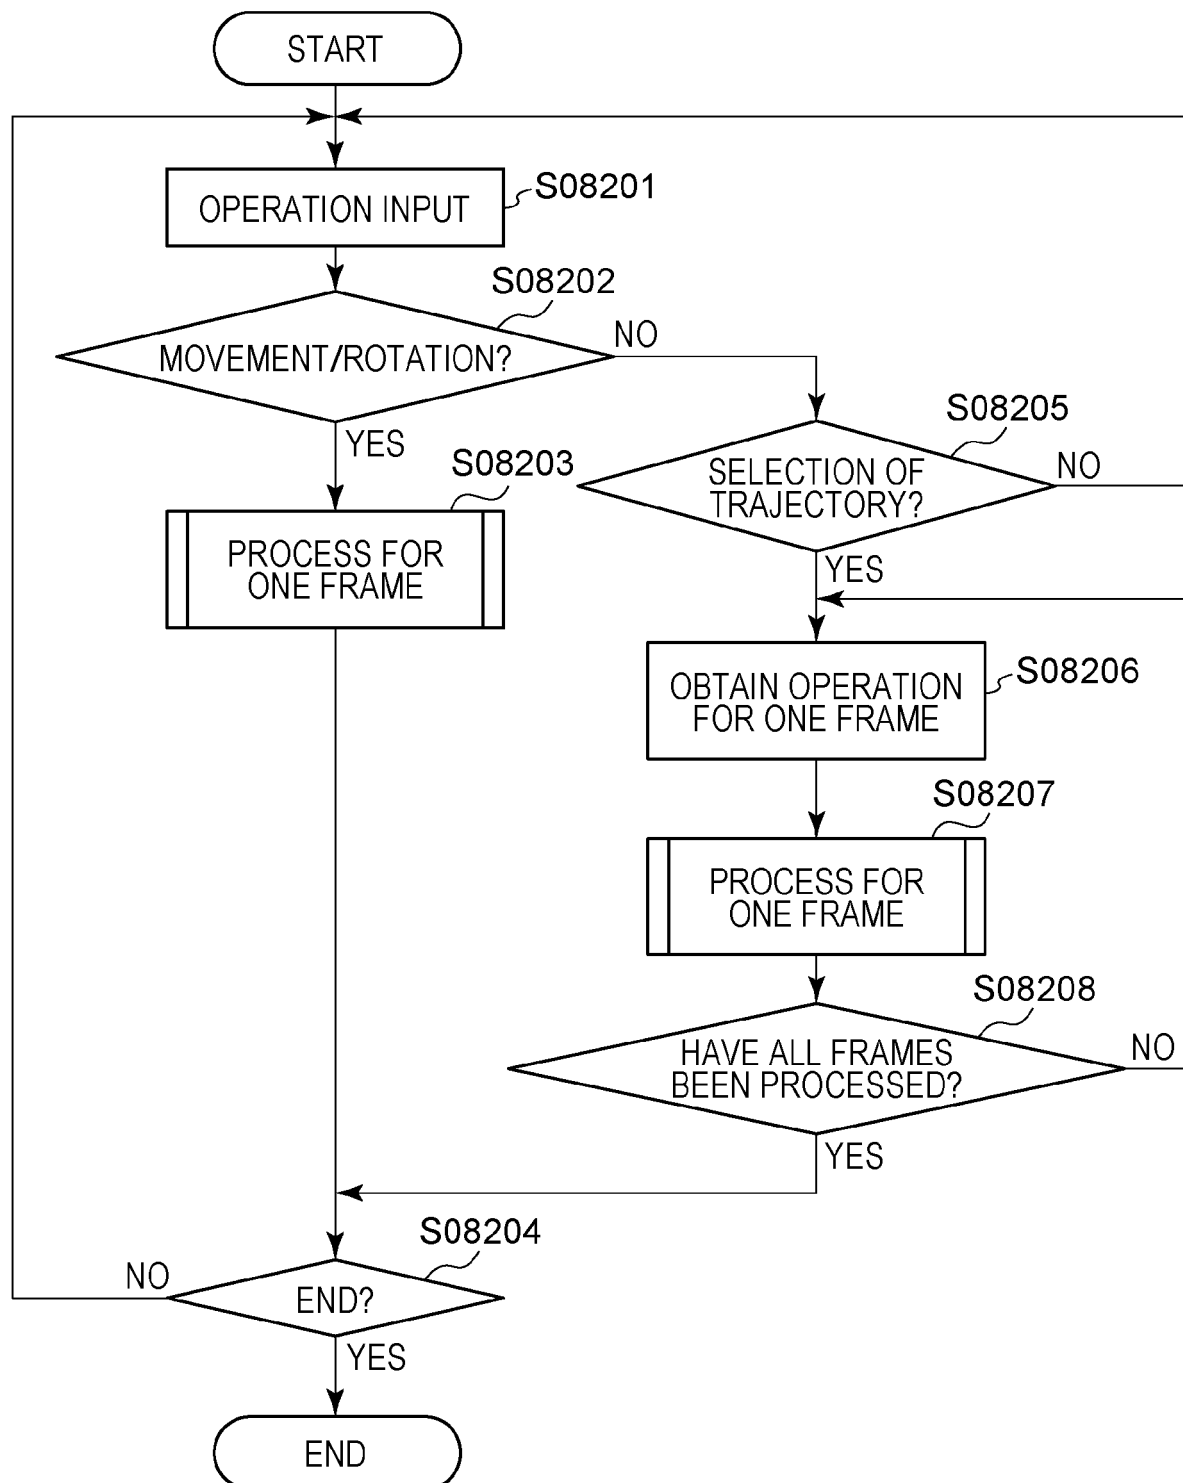 START
OPERATION INPUT
S08201
S08202
MOVEMENT/ROTATION?
NO
YES
S08203
PROCESS FOR
ONE FRAME
S08205
SELECTION OF
TRAJECTORY?
NO
YES
S08206
OBTAIN OPERATION
FOR ONE FRAME
S08207
PROCESS FOR
ONE FRAME
S08208
HAVE ALL FRAMES
BEEN PROCESSED?
NO
YES
S08204
END?
NO
YES
END